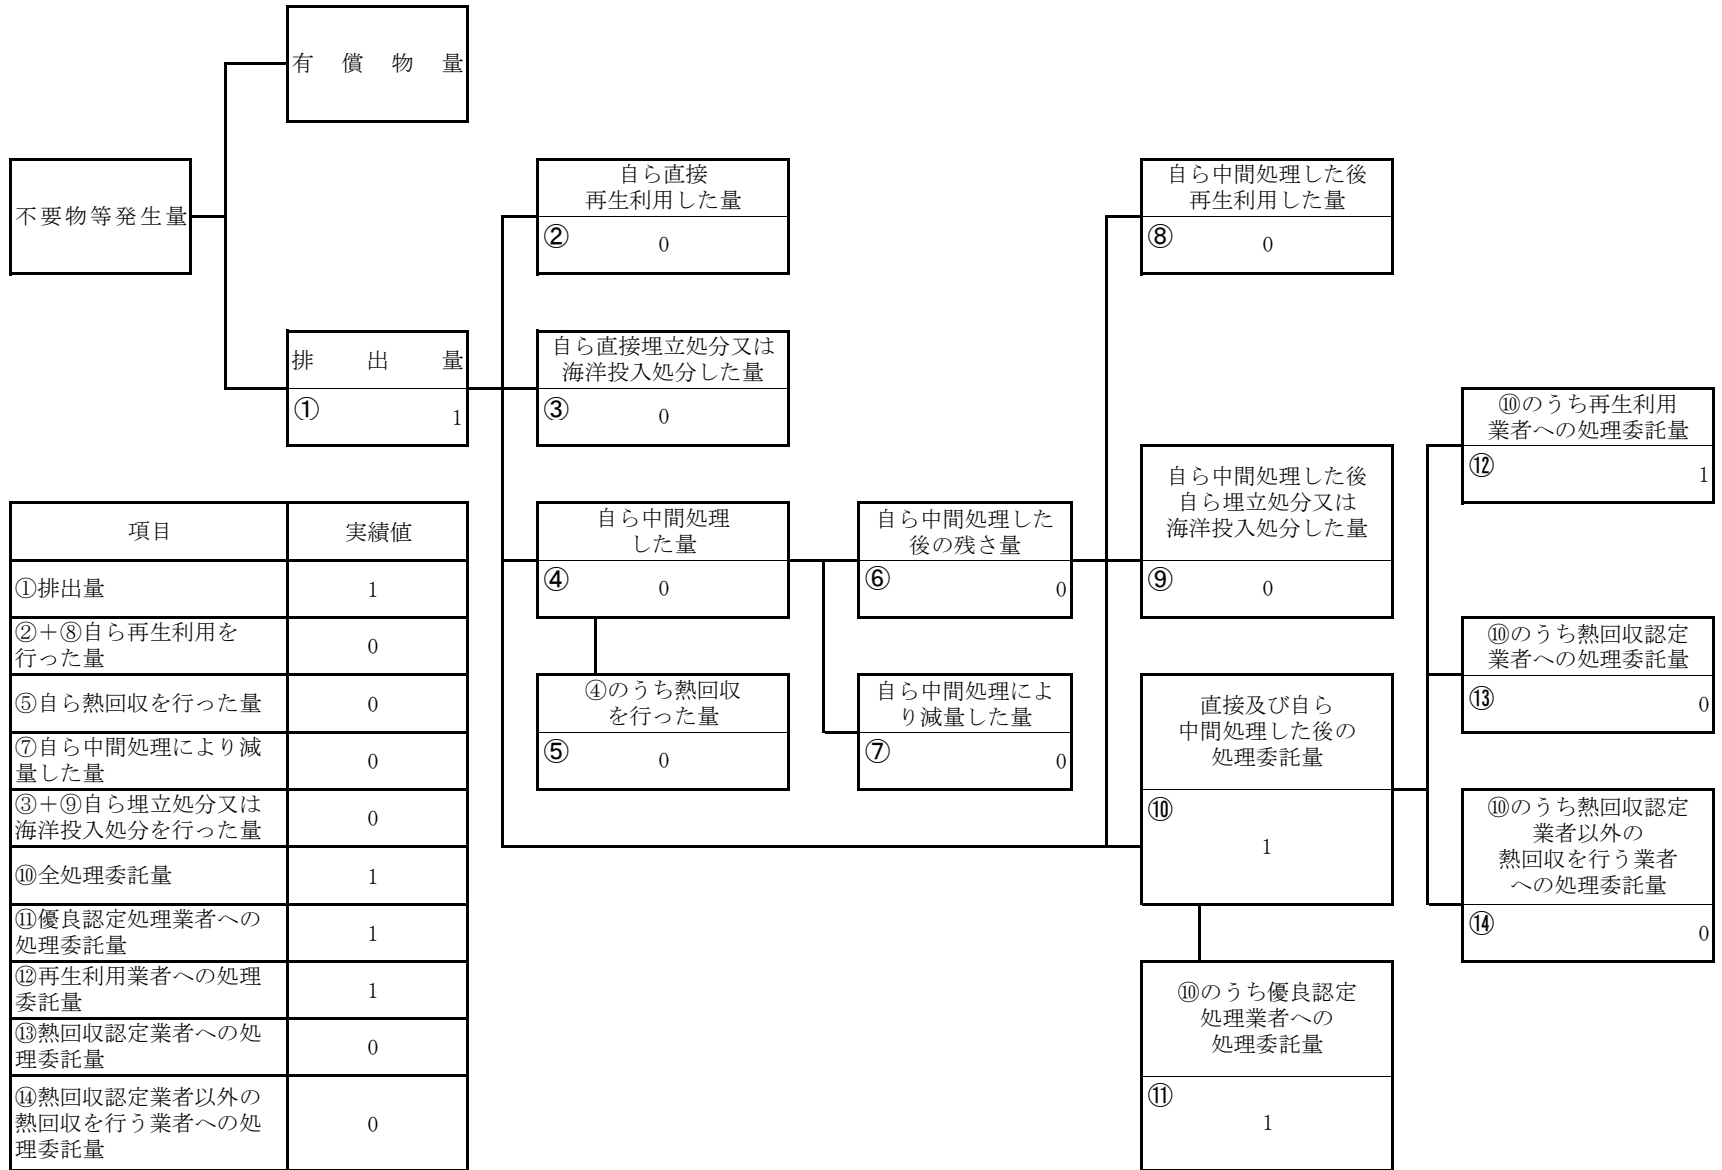 有償物量
不要物等発生量
自ら直接
再生利用した量
② 0
自ら中間処理した後
再生利用した量
⑧ 0
排出量
① 1
自ら直接埋立処分又は
海洋投入処分した量
③ 0
⑩のうち再生利用
業者への処理委託量
⑫ 1
自ら中間処理
した量
④ 0
自ら中間処理した
後の残さ量
⑥ 0
自ら中間処理した後
自ら埋立処分又は
海洋投入処分した量
⑨ 0
⑩のうち熱回収認定
業者への処理委託量
⑬ 0
④のうち熱回収
を行った量
⑤ 0
自ら中間処理によ
り減量した量
⑦ 0
直接及び自ら
中間処理した後の
処理委託量
⑩
1
⑩のうち熱回収認定
業者以外の
熱回収を行う業者
への処理委託量
⑭ 0
⑩のうち優良認定
処理業者への
処理委託量
⑪
1
項目 実績値
①排出量 1
②+⑧自ら再生利用を
行った量 0
⑤自ら熱回収を行った量 0
⑦自ら中間処理により減
量した量 0
③+⑨自ら埋立処分又は
海洋投入処分を行った量 0
⑩全処理委託量 1
⑪優良認定処理業者への
処理委託量 1
⑫再生利用業者への処理
委託量 1
⑬熱回収認定業者への処
理委託量 0
⑭熱回収認定業者以外の
熱回収を行う業者への処
理委託量 0